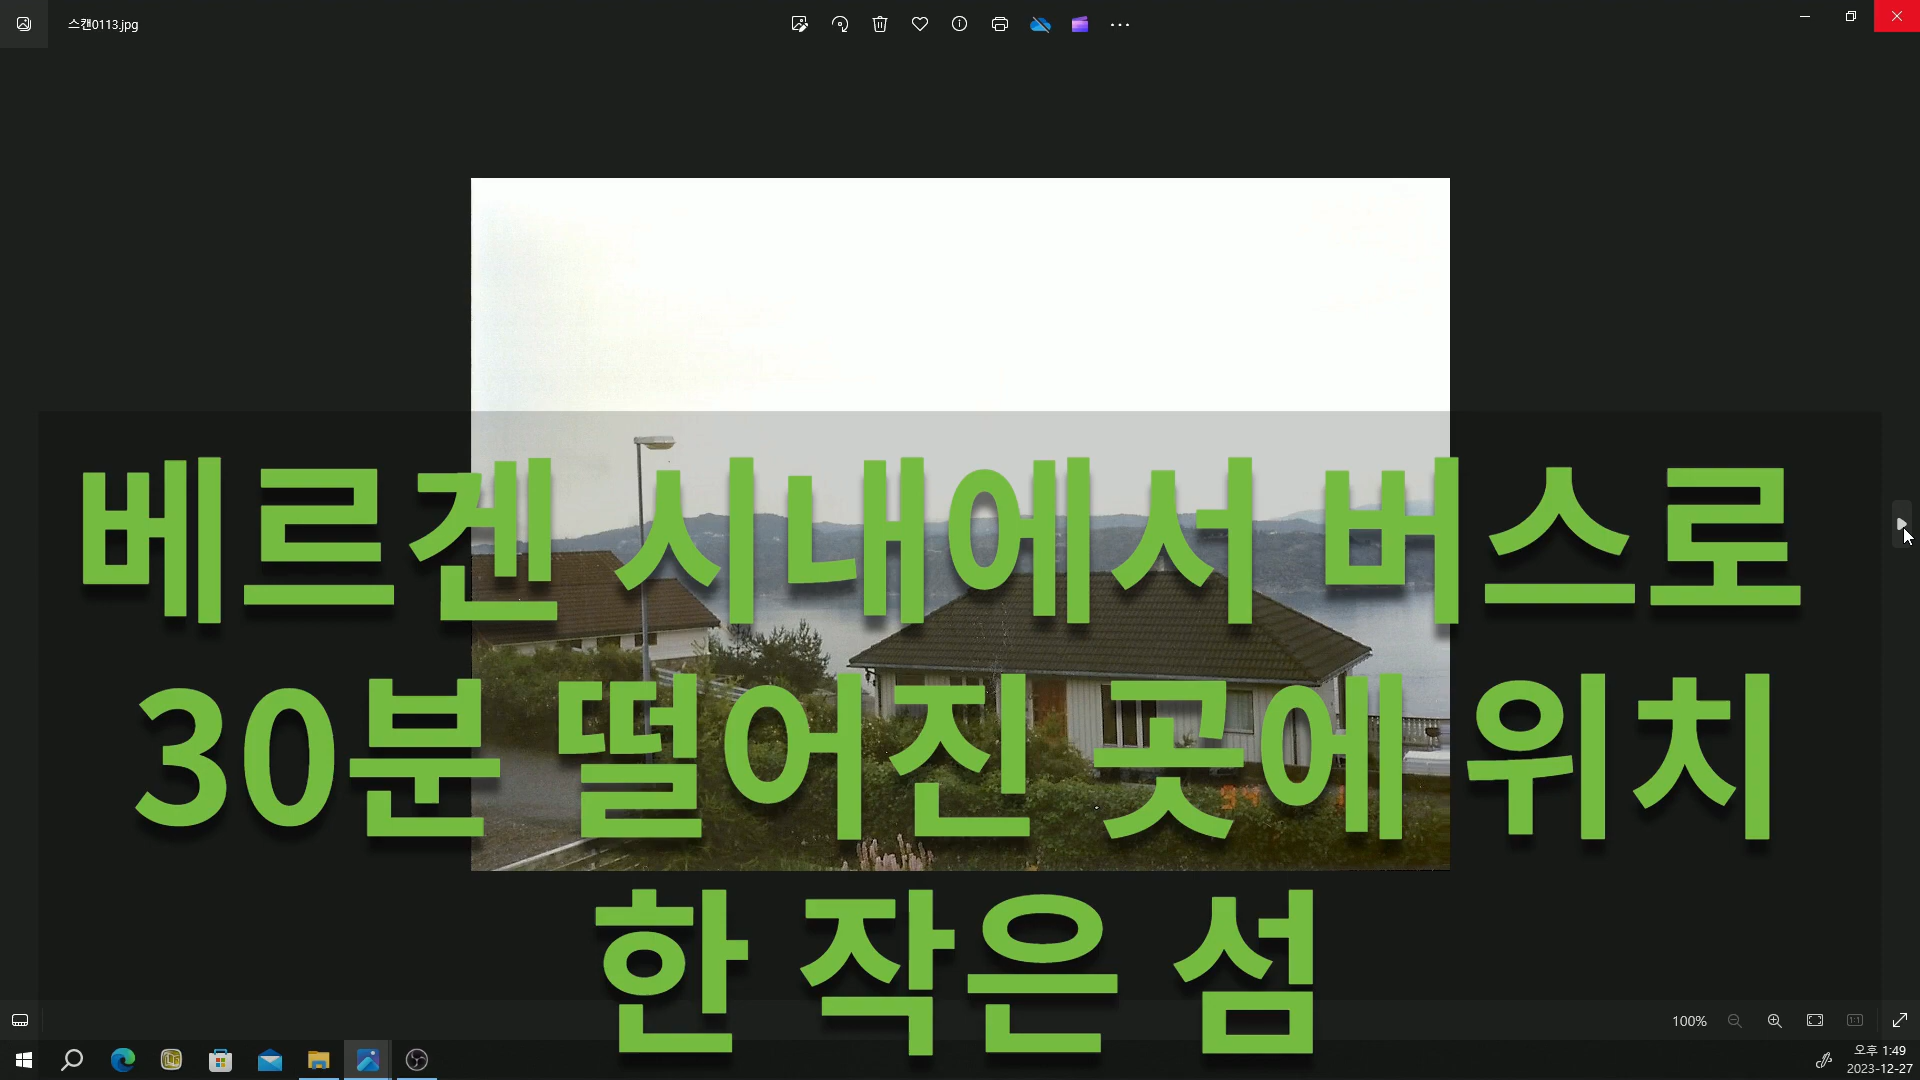 스캔0113.jpg
베르겐 시내에서 버스로
30분 떨어진 곳에 위치
한 작은 섬
100%
오후 1:49
2023-12-27